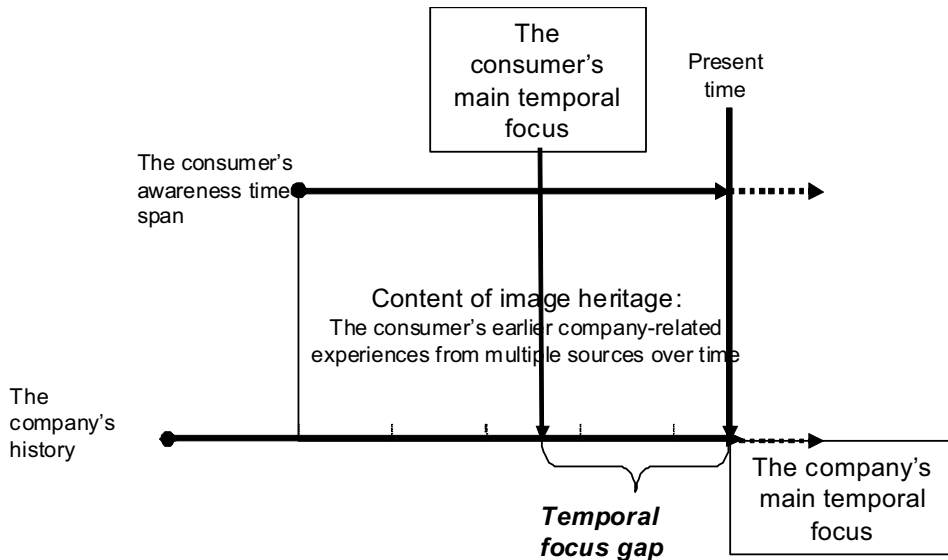 The
consumer's
main temporal
focus
Present
time
The consumer's
awareness time
span
Content of image heritage:
The consumer's earlier company-related
experiences from multiple sources over time
The
company's
history
Temporal
focus gap
The company's
main temporal
focus